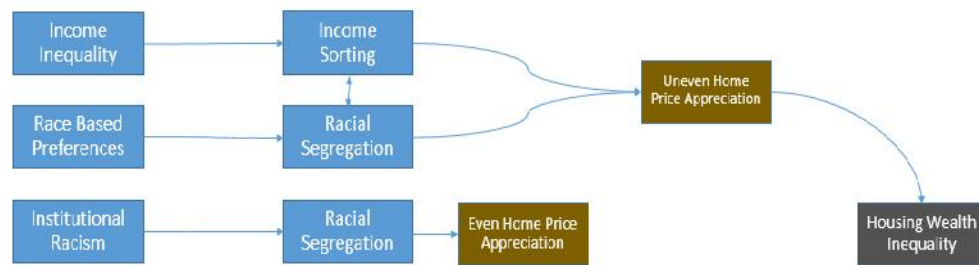 Income
Inequality
Income
Sorting
Uneven Home
Price Appreciation
Race Based
Preferences
Racial
Segregation
Institutional
Racism
Racial
Segregation
Even Home Price
Appreciation
Housing Wealth
Inequality